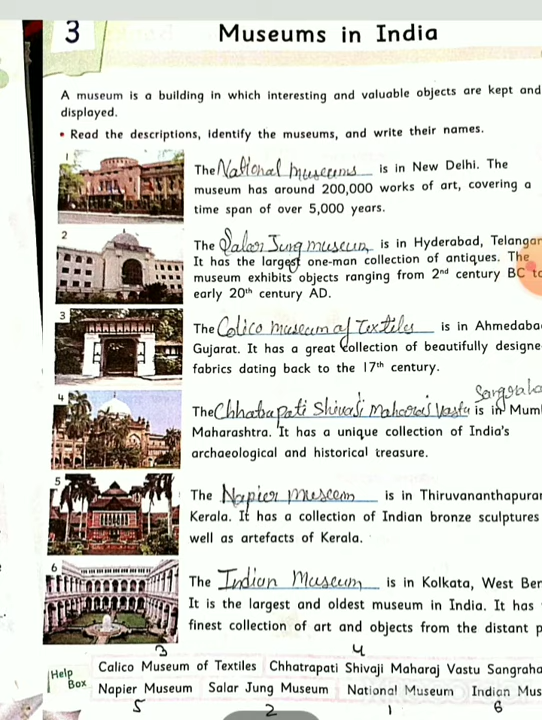 3
Museums in India
A museum is a building in which interesting and valuable objects are kept and
displayed.
• Read the descriptions, identify the museums, and write their names.
1
The National museums is in New Delhi. The
museum has around 200,000 works of art, covering a
time span of over 5,000 years.
2
The Salar Jung museum is in Hyderabad, Telangan
It has the largest one-man collection of antiques. The
museum exhibits objects ranging from 2nd century BC to
early 20th century AD.
3
The Colico museum of Textiles is in Ahmedaba
Gujarat. It has a great collection of beautifully designe
fabrics dating back to the 17th century.
4
The Chhatrapati Shivaji Maharaj Vastu is in Mumb
Maharashtra. It has a unique collection of India's
archaeological and historical treasure.
5
The Napier museem is in Thiruvananthapuram
Kerala. It has a collection of Indian bronze sculptures
well as artefacts of Kerala.
6
The Indian Museum is in Kolkata, West Ben
It is the largest and oldest museum in India. It has
finest collection of art and objects from the distant p
3 4
Help Box
Calico Museum of Textiles Chhatrapati Shivaji Maharaj Vastu Sangraha
Napier Museum Salar Jung Museum National Museum Indian Mus
5 2 1 6